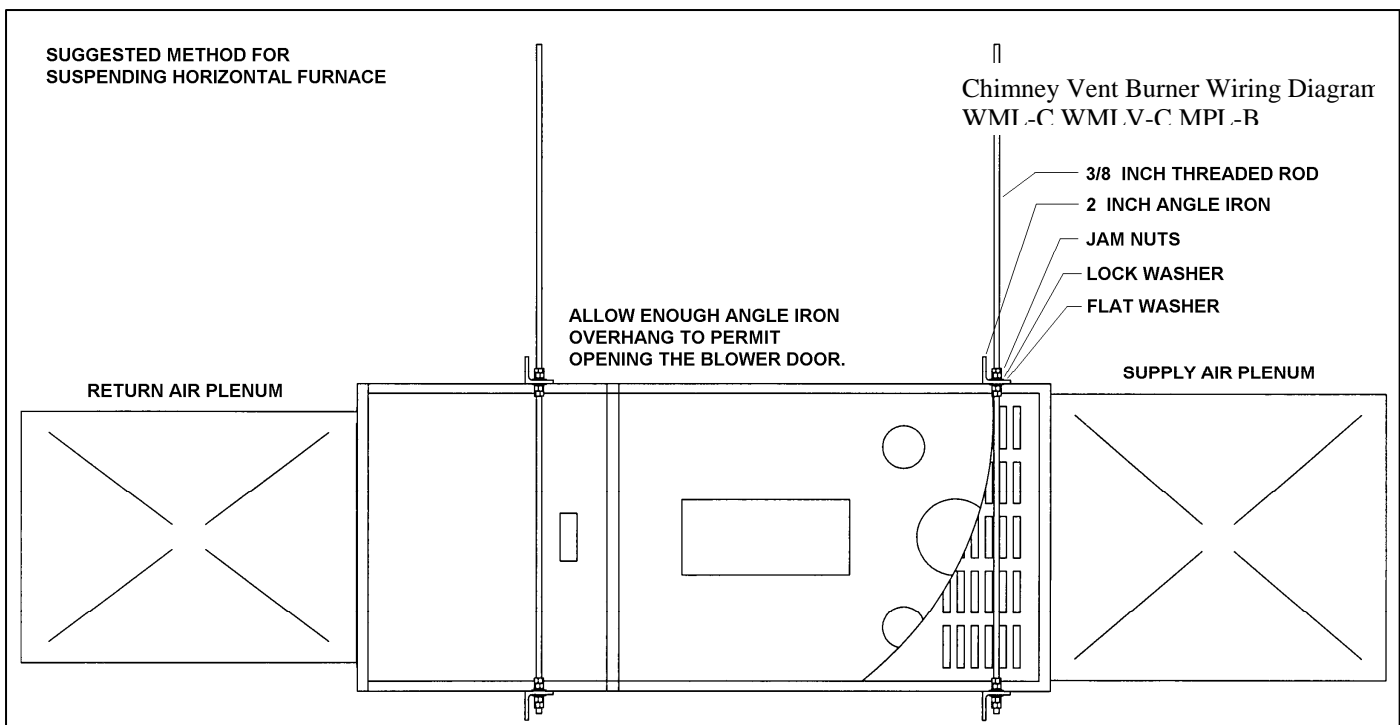 SUGGESTED METHOD FOR
SUSPENDING HORIZONTAL FURNACE
Chimney Vent Burner Wiring Diagram
WML-C WMLV-C MPL-B
3/8 INCH THREADED ROD
2 INCH ANGLE IRON
JAM NUTS
LOCK WASHER
FLAT WASHER
ALLOW ENOUGH ANGLE IRON
OVERHANG TO PERMIT
OPENING THE BLOWER DOOR.
RETURN AIR PLENUM
SUPPLY AIR PLENUM